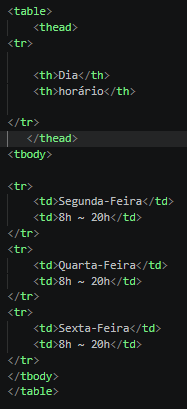 <table>
<thead>
<tr>
<th>Dia</th>
<th>horário</th>
</tr>
</thead>
<tbody>
<tr>
<td>Segunda-Feira</td>
<td>8h ~ 20h</td>
</tr>
<tr>
<td>Quarta-Feira</td>
<td>8h ~ 20h</td>
</tr>
<tr>
<td>Sexta-Feira</td>
<td>8h ~ 20h</td>
</tr>
</tbody>
</table>